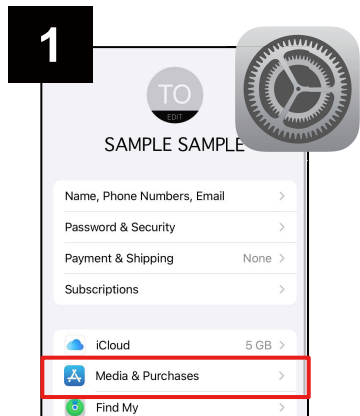 1
TO
EDIT
SAMPLE SAMPLE
Name, Phone Numbers, Email
Password & Security
Payment & Shipping None
Subscriptions
iCloud 5 GB
Media & Purchases
Find My